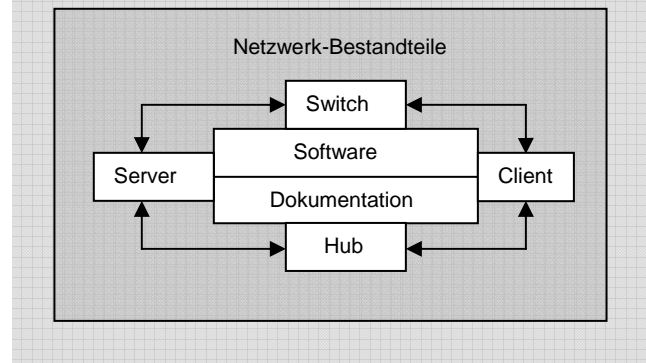 Netzwerk-Bestandteile
Switch
Software
Server
Client
Dokumentation
Hub